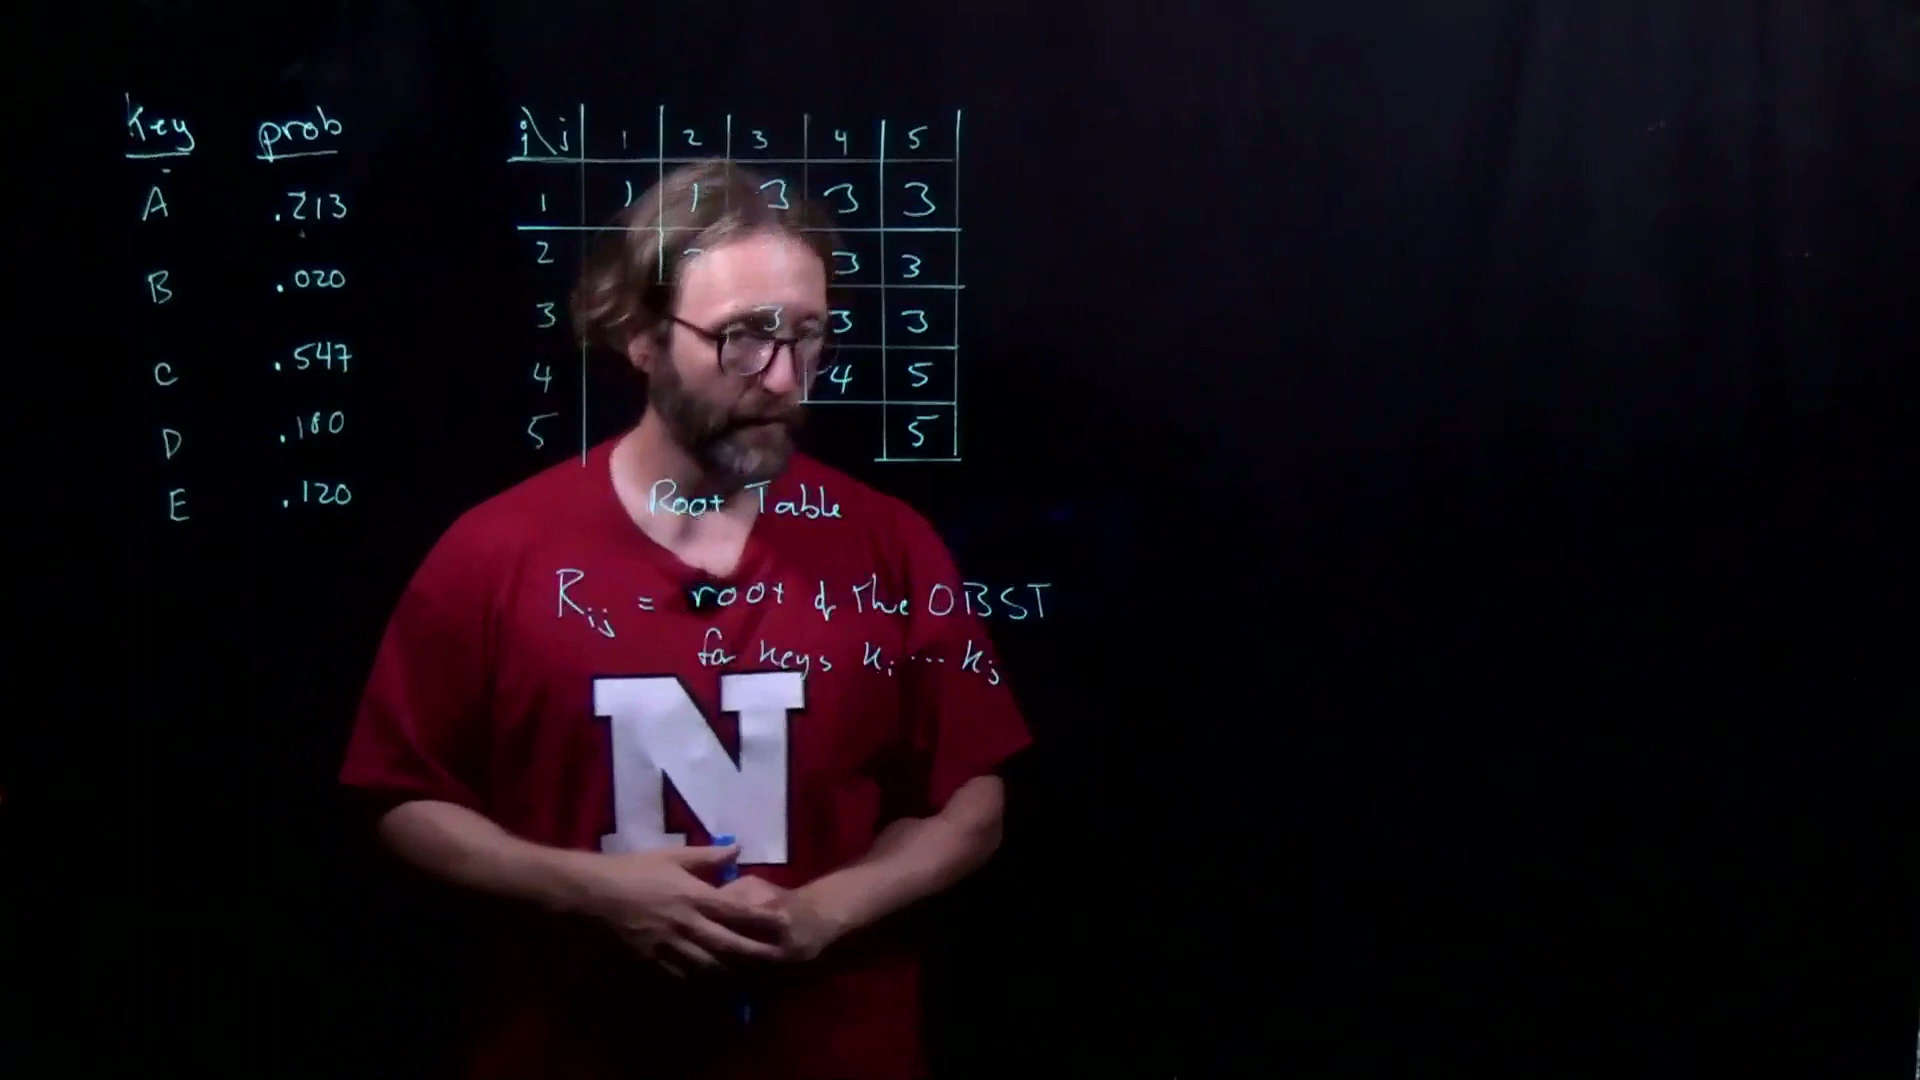 Key prob
A .213
B .020
C .547
D .100
E .120
i\j 1 2 3 4 5
1 1 1 3 3 3
2 2 3 3
3 3 3 3
4 4 5
5 5
Root Table
Rij = root of the OBST
for keys ki ... kj
N